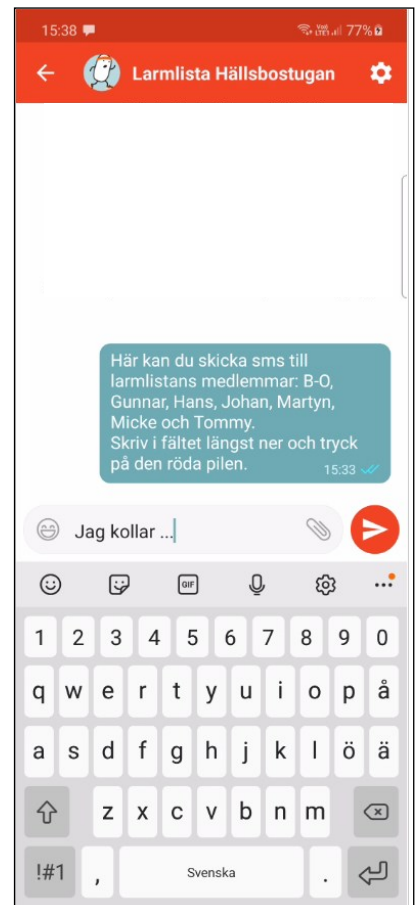 15:38 77%
Larmlista Hällsbostugan
Här kan du skicka sms till
larmlistans medlemmar: B-O,
Gunnar, Hans, Johan, Martyn,
Micke och Tommy.
Skriv i fältet längst ner och tryck
på den röda pilen.
15:33
Jag kollar ...
GIF
1 2 3 4 5 6 7 8 9 0
q w e r t y u i o p å
a s d f g h j k l ö ä
z x c v b n m
!#1 , Svenska .